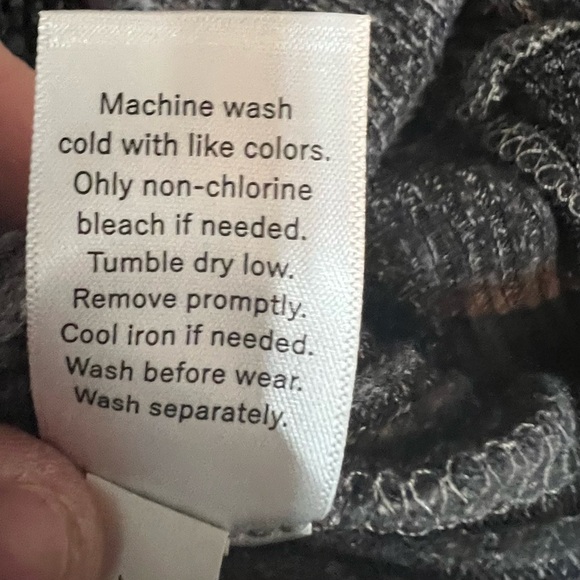 Machine wash
cold with like colors.
Ohly non-chlorine
bleach if needed.
Tumble dry low.
Remove promptly.
Cool iron if needed.
Wash before wear.
Wash separately.